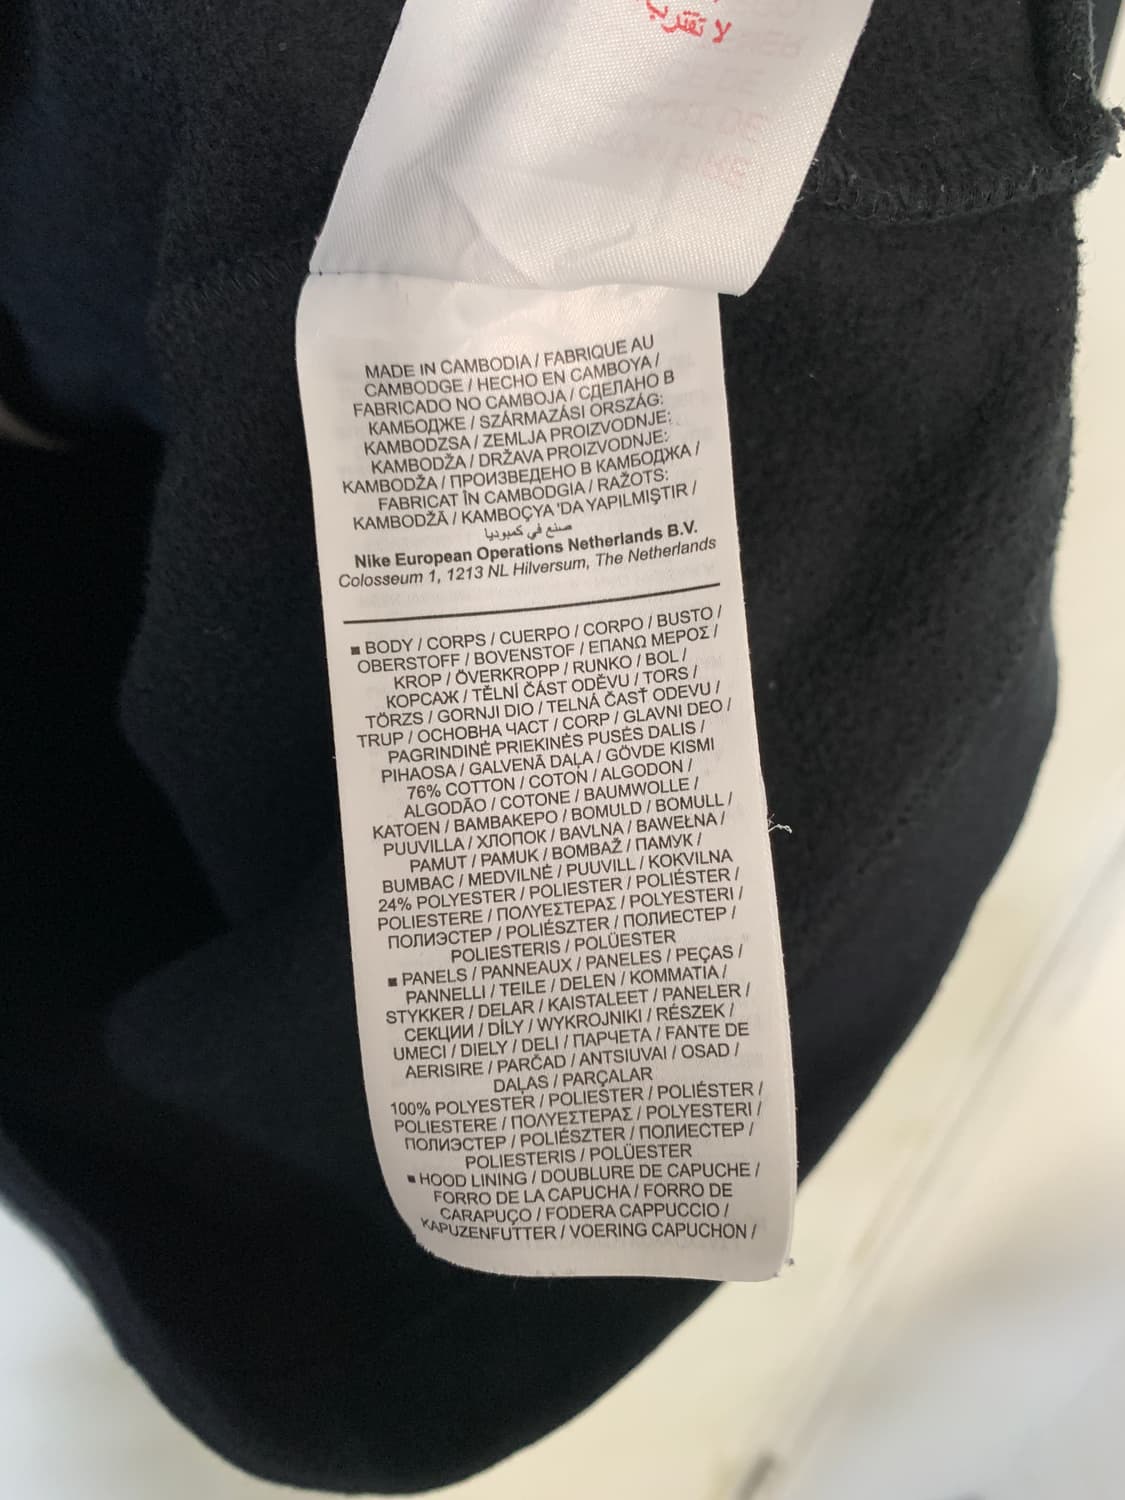 لا تقترب
MADE IN CAMBODIA / FABRIQUE AU
CAMBODGE / HECHO EN CAMBOYA /
FABRICADO NO CAMBOJA / СДЕЛАНО В
КАМБОДЖЕ / SZÁRMAZÁSI ORSZÁG:
KAMBODZSA / ZEMLJA PROIZVODNJE:
KAMBODŽA / DRŽAVA PROIZVODNJE:
KAMBODŽA / ПРОИЗВЕДЕНО В КАМБОДЖА /
FABRICAT ÎN CAMBODGIA / RAŽOTS:
KAMBODŽĀ / KAMBOÇYA 'DA YAPILMIŞTIR /
صنع في كمبوديا
Nike European Operations Netherlands B.V.
Colosseum 1, 1213 NL Hilversum, The Netherlands
■ BODY / CORPS / CUERPO / CORPO / BUSTO /
OBERSTOFF / BOVENSTOF / ΕΠΑΝΩ ΜΕΡΟΣ /
KROP / ÖVERKROPP / RUNKO / BOL /
КОРСАЖ / TĚLNÍ ČÁST ODĚVU / TORS /
TÖRZS / GORNJI DIO / TELNÁ ČASŤ ODEVU /
TRUP / ОСНОВНА ЧАСТ / CORP / GLAVNI DEO /
PAGRINDINĖ PRIEKINĖS PUSĖS DALIS /
PIHAOSA / GALVENĀ DAĻA / GÖVDE KISMI
76% COTTON / COTON / ALGODON /
ALGODÃO / COTONE / BAUMWOLLE /
KATOEN / ΒΑΜΒΑΚΕΡΟ / BOMULD / BOMULL /
PUUVILLA / ХЛОПОК / BAVLNA / BAWEŁNA /
PAMUT / PAMUK / BOMBAŽ / ПАМУК /
BUMBAC / MEDVILNĖ / PUUVILL / KOKVILNA
24% POLYESTER / POLIESTER / POLIÉSTER /
POLIESTERE / ΠΟΛΥΕΣΤΕΡΑΣ / POLYESTERI /
ПОЛИЭСТЕР / POLIÉSZTER / ПОЛИЕСТЕР /
POLIESTERIS / POLÜESTER
■ PANELS / PANNEAUX / PANELES / PEÇAS /
PANNELLI / TEILE / DELEN / ΚΟΜΜΑΤΙΑ /
STYKKER / DELAR / KAISTALEET / PANELER /
СЕКЦИИ / DÍLY / WYKROJNIKI / RÉSZEK /
UMECI / DIELY / DELI / ПАРЧЕТА / FANTE DE
AERISIRE / PARČAD / ANTSIUVAI / OSAD /
DAĻAS / PARÇALAR
100% POLYESTER / POLIESTER / POLIÉSTER /
POLIESTERE / ΠΟΛΥΕΣΤΕΡΑΣ / POLYESTERI /
ПОЛИЭСТЕР / POLIÉSZTER / ПОЛИЕСТЕР /
POLIESTERIS / POLÜESTER
■ HOOD LINING / DOUBLURE DE CAPUCHE /
FORRO DE LA CAPUCHA / FORRO DE
CARAPUÇO / FODERA CAPPUCCIO /
KAPUZENFUTTER / VOERING CAPUCHON /